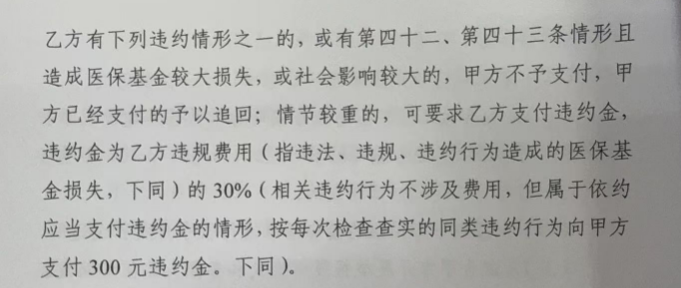 乙方有下列违约情形之一的，或有第四十二、第四十三条情形且
造成医保基金较大损失，或社会影响较大的，甲方不予支付，甲
方已经支付的予以追回；情节较重的，可要求乙方支付违约金，
违约金为乙方违规费用（指违法、违规、违约行为造成的医保基
金损失，下同）的 30%（相关违约行为不涉及费用，但属于依约
应当支付违约金的情形，按每次检查查实的同类违约行为向甲方
支付 300 元违约金。下同）。